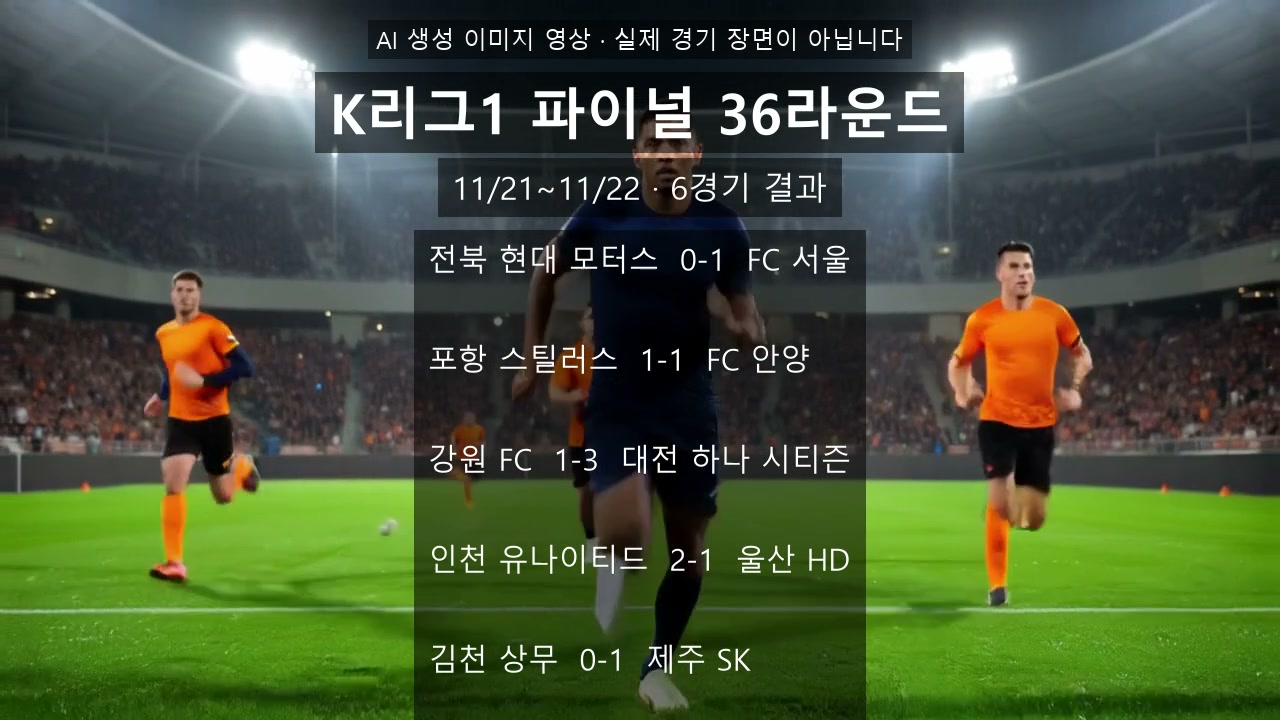 AI 생성 이미지 영상 · 실제 경기 장면이 아닙니다
K리그1 파이널 36라운드
11/21~11/22 · 6경기 결과
전북 현대 모터스 0-1 FC 서울
포항 스틸러스 1-1 FC 안양
강원 FC 1-3 대전 하나 시티즌
인천 유나이티드 2-1 울산 HD
김천 상무 0-1 제주 SK